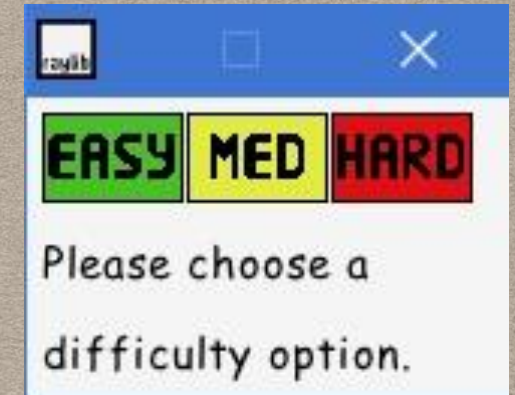 raylib
EASY MED HARD
Please choose a
difficulty option.